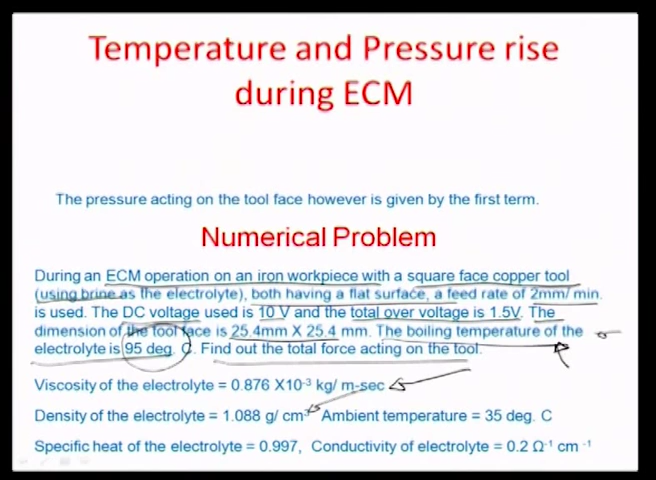 Temperature and Pressure rise
during ECM
The pressure acting on the tool face however is given by the first term.
Numerical Problem
During an ECM operation on an iron workpiece with a square face copper tool
(using brine as the electrolyte), both having a flat surface, a feed rate of 2mm/ min.
is used. The DC voltage used is 10 V and the total over voltage is 1.5V. The
dimension of the tool face is 25.4mm X 25.4 mm. The boiling temperature of the
electrolyte is 95 deg. C. Find out the total force acting on the tool.
Viscosity of the electrolyte = 0.876 X10⁻³ kg/ m-sec
Density of the electrolyte = 1.088 g/ cm³ Ambient temperature = 35 deg. C
Specific heat of the electrolyte = 0.997, Conductivity of electrolyte = 0.2 Ω⁻¹ cm ⁻¹